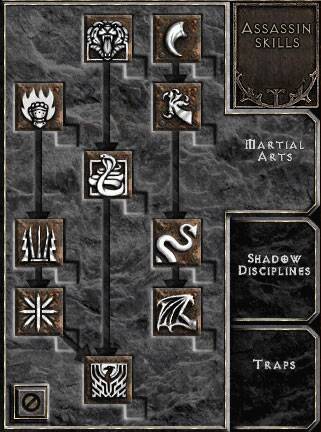 ASSASSIN
SKILLS
MARTIAL
ARTS
SHADOW
DISCIPLINES
TRAPS